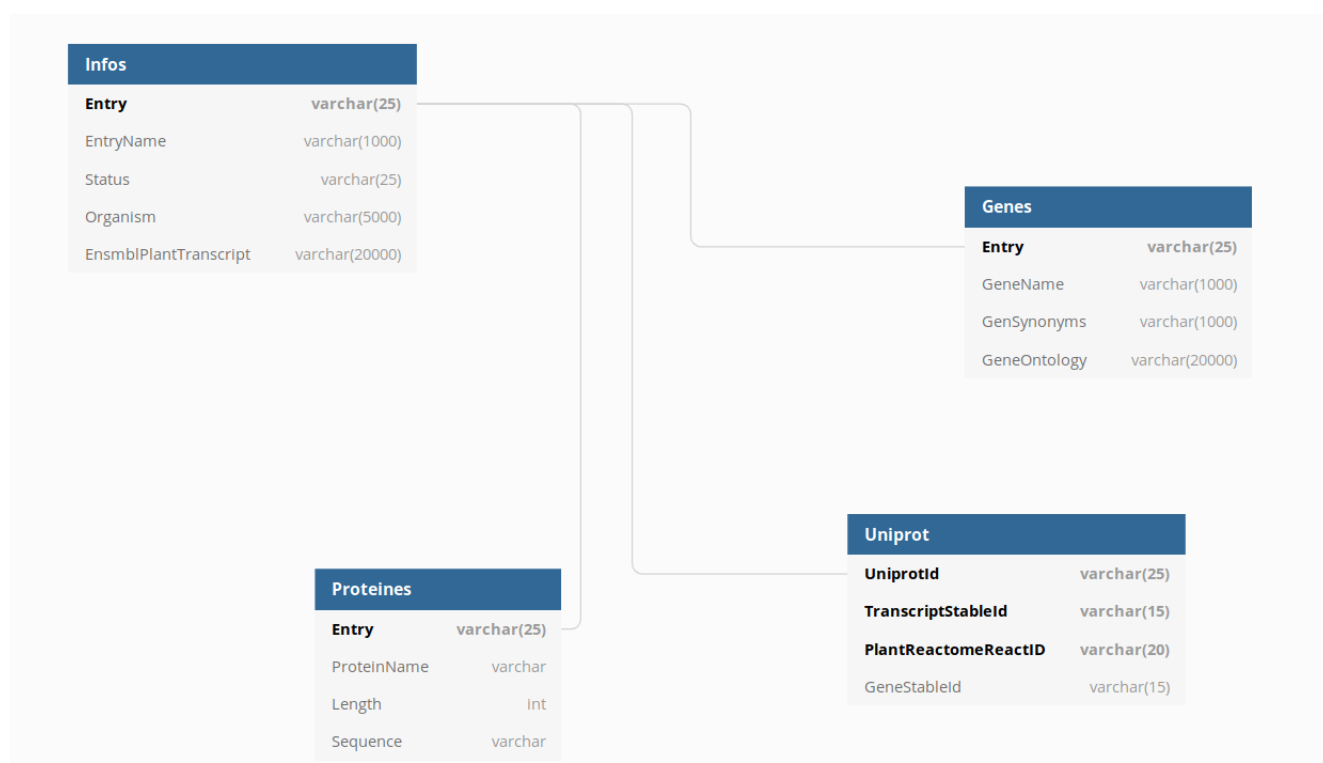 Infos
Entry varchar(25)
EntryName varchar(1000)
Status varchar(25)
Organism varchar(5000)
EnsmblPlantTranscript varchar(20000)
Genes
Entry varchar(25)
GeneName varchar(1000)
GenSynonyms varchar(1000)
GeneOntology varchar(20000)
Uniprot
UniprotId varchar(25)
TranscriptStableId varchar(15)
PlantReactomeReactID varchar(20)
GeneStableId varchar(15)
Proteines
Entry varchar(25)
ProteinName varchar
Length int
Sequence varchar